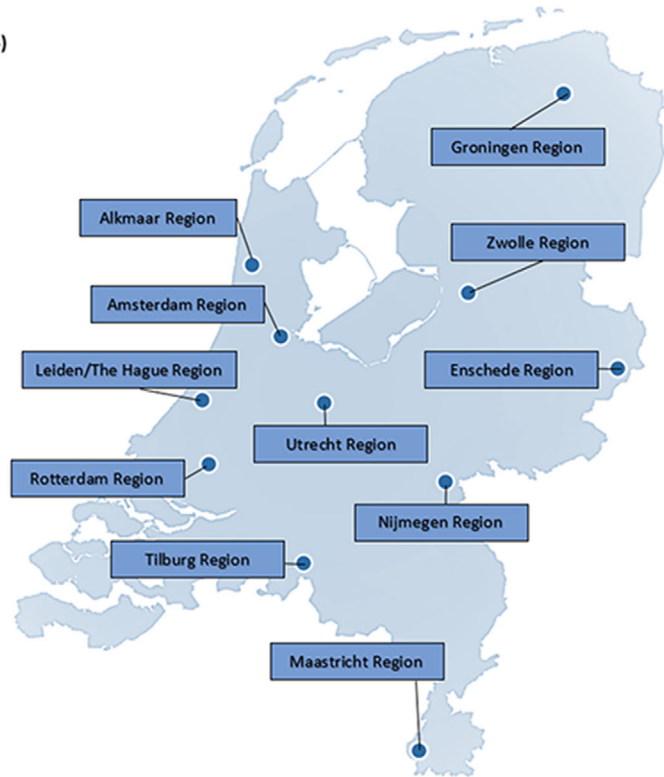 )
Groningen Region
Alkmaar Region
Zwolle Region
Amsterdam Region
Leiden/The Hague Region
Enschede Region
Utrecht Region
Rotterdam Region
Nijmegen Region
Tilburg Region
Maastricht Region